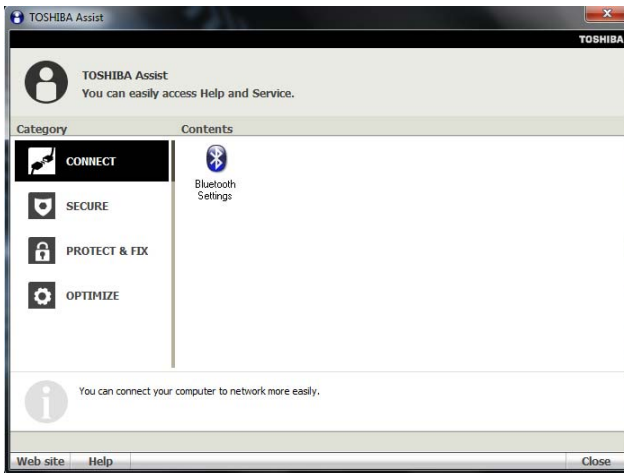 TOSHIBA Assist
TOSHIBA
TOSHIBA Assist
You can easily access Help and Service.
Category
Contents
CONNECT
SECURE
PROTECT & FIX
OPTIMIZE
Bluetooth
Settings
You can connect your computer to network more easily.
Web site
Help
Close